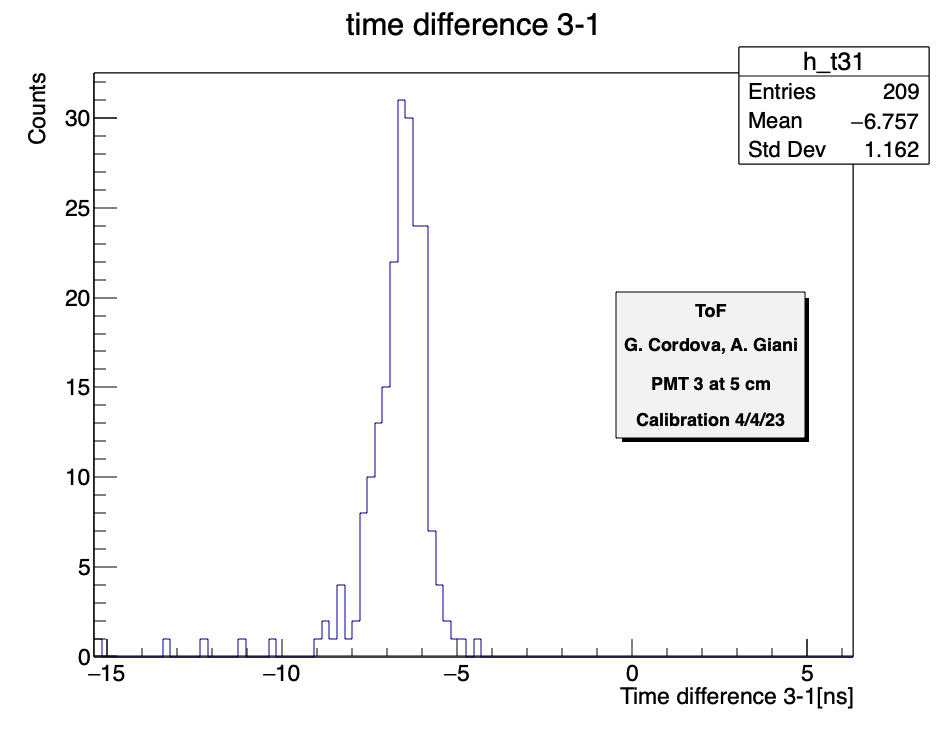 time difference 3-1
h_t31
Entries 209
Mean −6.757
Std Dev 1.162
Counts
30
25
20
15
10
5
0
ToF
G. Cordova, A. Giani
PMT 3 at 5 cm
Calibration 4/4/23
−15 −10 −5 0 5
Time difference 3-1[ns]